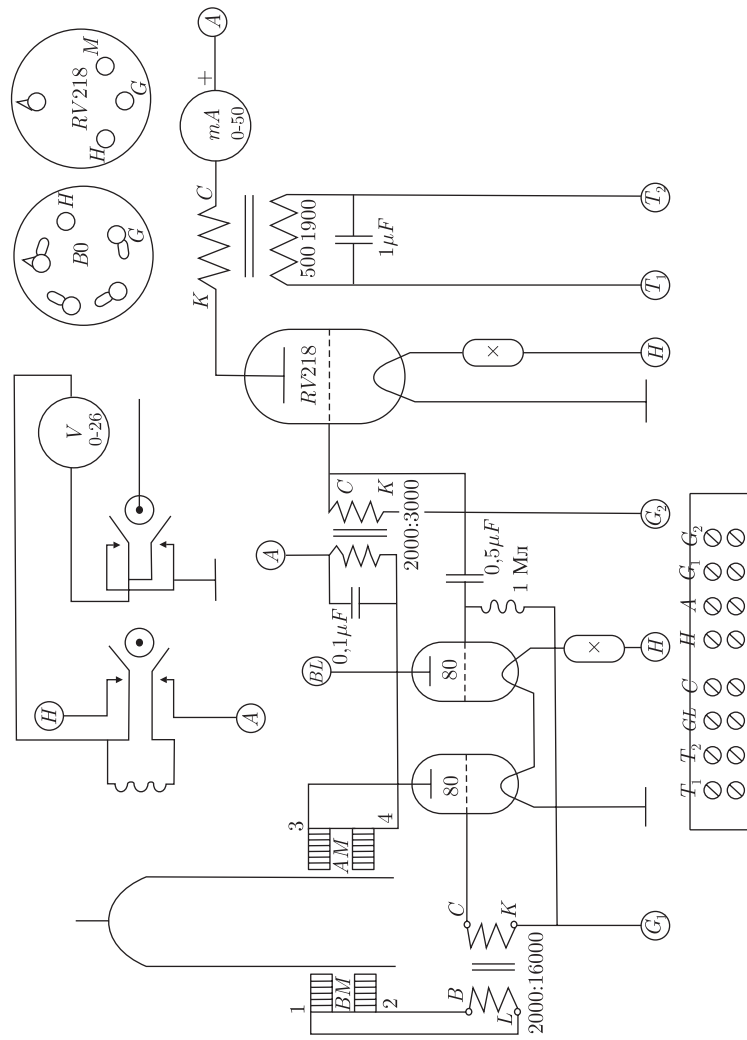 A
M
RV218
G
H
+
A
mA
0-50
H
A
B0
G
C
K
500 1900
1μF
T₂
T₁
V
0-26
RV218
×
H
C
K
2000:3000
A
0,1μF
0,5μF
1 Мл
G₂
H
A
BL
80
80
×
H
3
4
AM
1
2
BM
C
K
B
L
2000:16000
G₁
T₁ T₂ GL C H A G₁ G₂